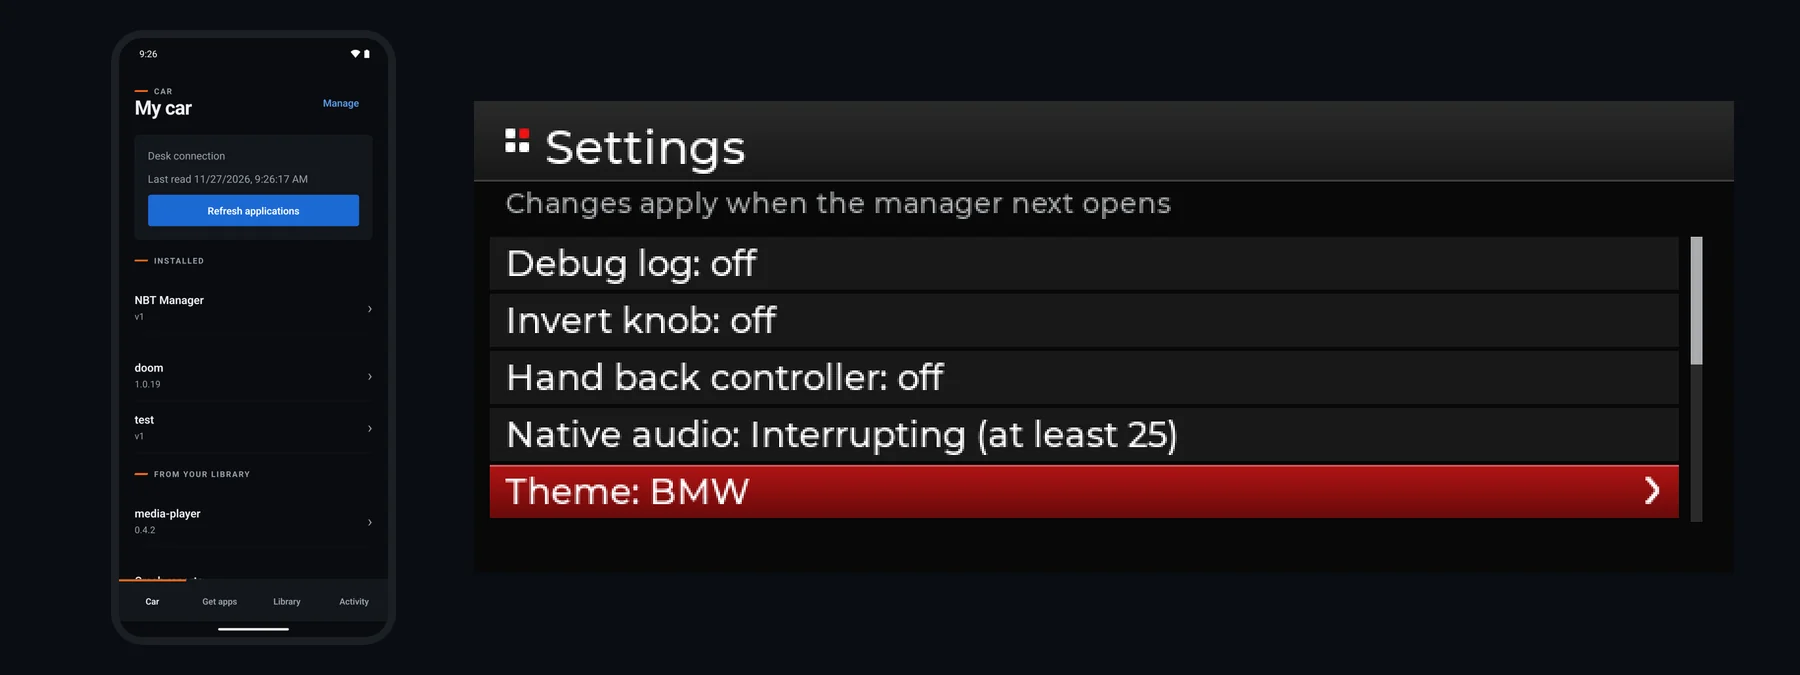 9:26
CAR
My car
Manage
Desk connection
Last read 11/27/2026, 9:26:17 AM
Refresh applications
INSTALLED
NBT Manager
v1
doom
1.0.19
test
v1
FROM YOUR LIBRARY
media-player
0.4.2
Car
Get apps
Library
Activity
Settings
Changes apply when the manager next opens
Debug log: off
Invert knob: off
Hand back controller: off
Native audio: Interrupting (at least 25)
Theme: BMW